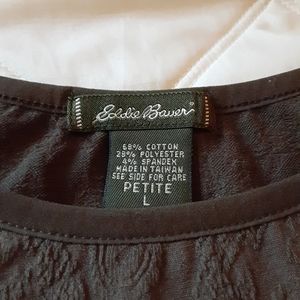 Eddie Bauer®
68% COTTON
28% POLYESTER
4% SPANDEX
MADE IN TAIWAN
SEE SIDE FOR CARE
PETITE
L